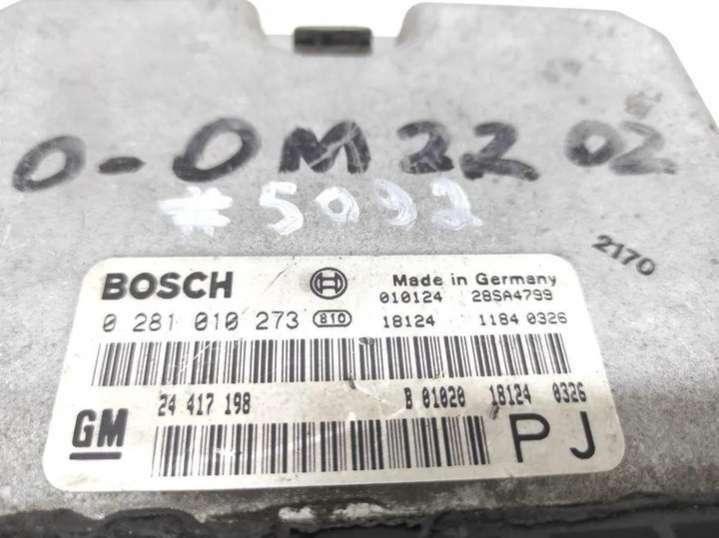 0-0M22 02
#5092
2170
BOSCH Made in Germany
010124 28SA4799
0 281 010 273 810 18124 1184 0326
24 417 198 B 01020 18124 0326
GM PJ